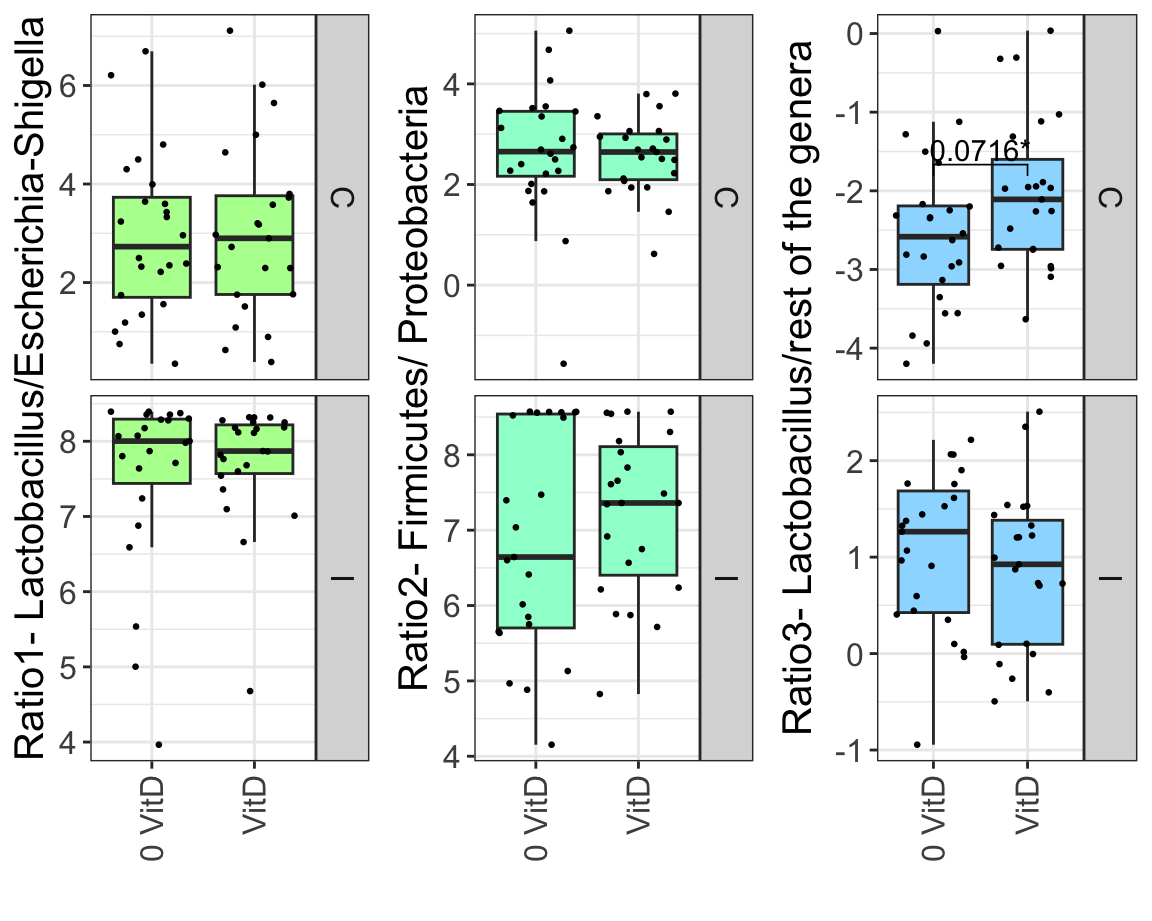 Ratio1- Lactobacillus/Escherichia-Shigella
6
4
2
C
8
7
6
5
4
I
0 VitD
VitD
Ratio2- Firmicutes/ Proteobacteria
4
2
0
C
8
7
6
5
4
I
0 VitD
VitD
Ratio3- Lactobacillus/rest of the genera
0
-1
-2
-3
-4
0.0716*
C
2
1
0
-1
I
0 VitD
VitD